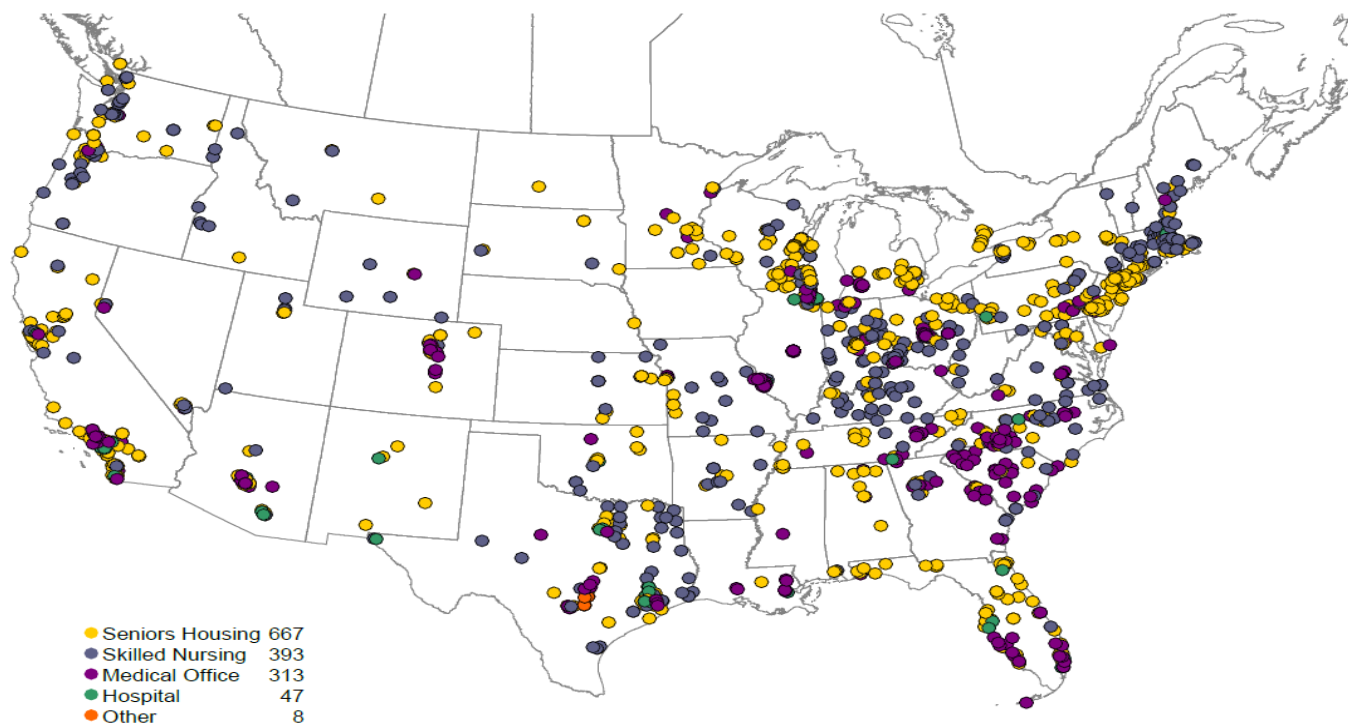 Seniors Housing 667
Skilled Nursing 393
Medical Office 313
Hospital 47
Other 8